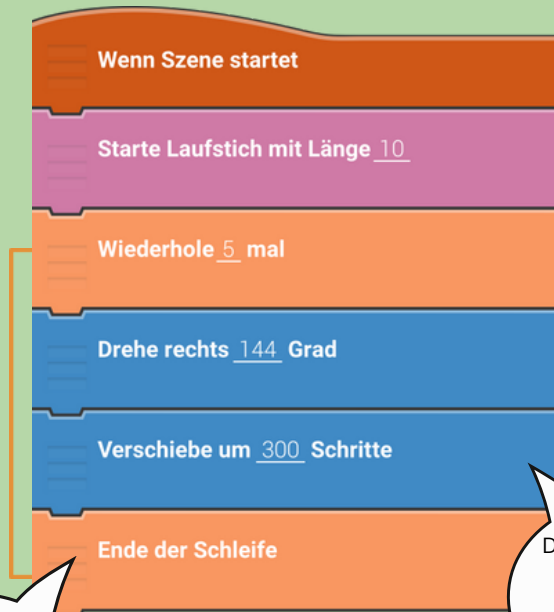 Wenn Szene startet
Starte Laufstich mit Länge 10
Wiederhole 5 mal
Drehe rechts 144 Grad
Verschiebe um 300 Schritte
D
Ende der Schleife